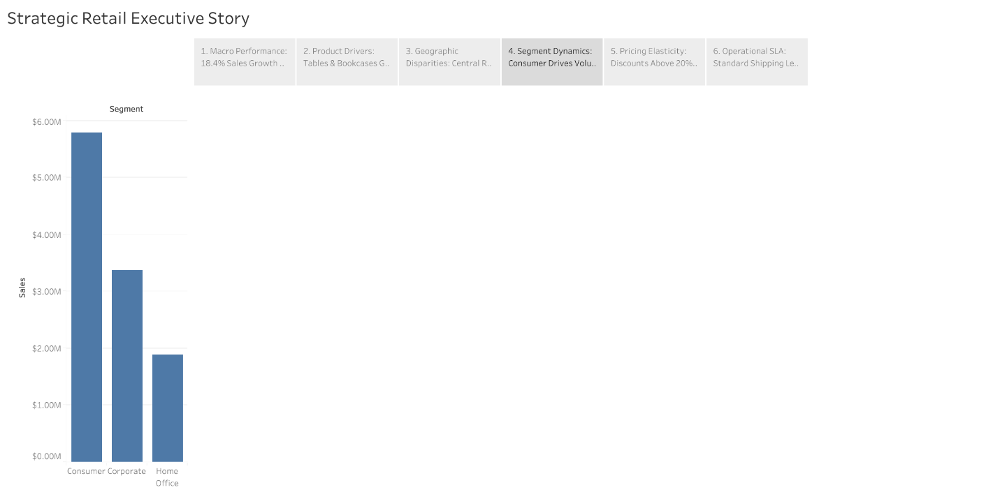 Strategic Retail Executive Story
1. Macro Performance:
18.4% Sales Growth ..
2. Product Drivers:
Tables & Bookcases G..
3. Geographic
Disparities: Central R..
4. Segment Dynamics:
Consumer Drives Volu..
5. Pricing Elasticity:
Discounts Above 20%..
6. Operational SLA:
Standard Shipping Le..
Segment
$6.00M
$5.00M
$4.00M
$3.00M
$2.00M
$1.00M
$0.00M
Sales
Consumer
Corporate
Home
Office